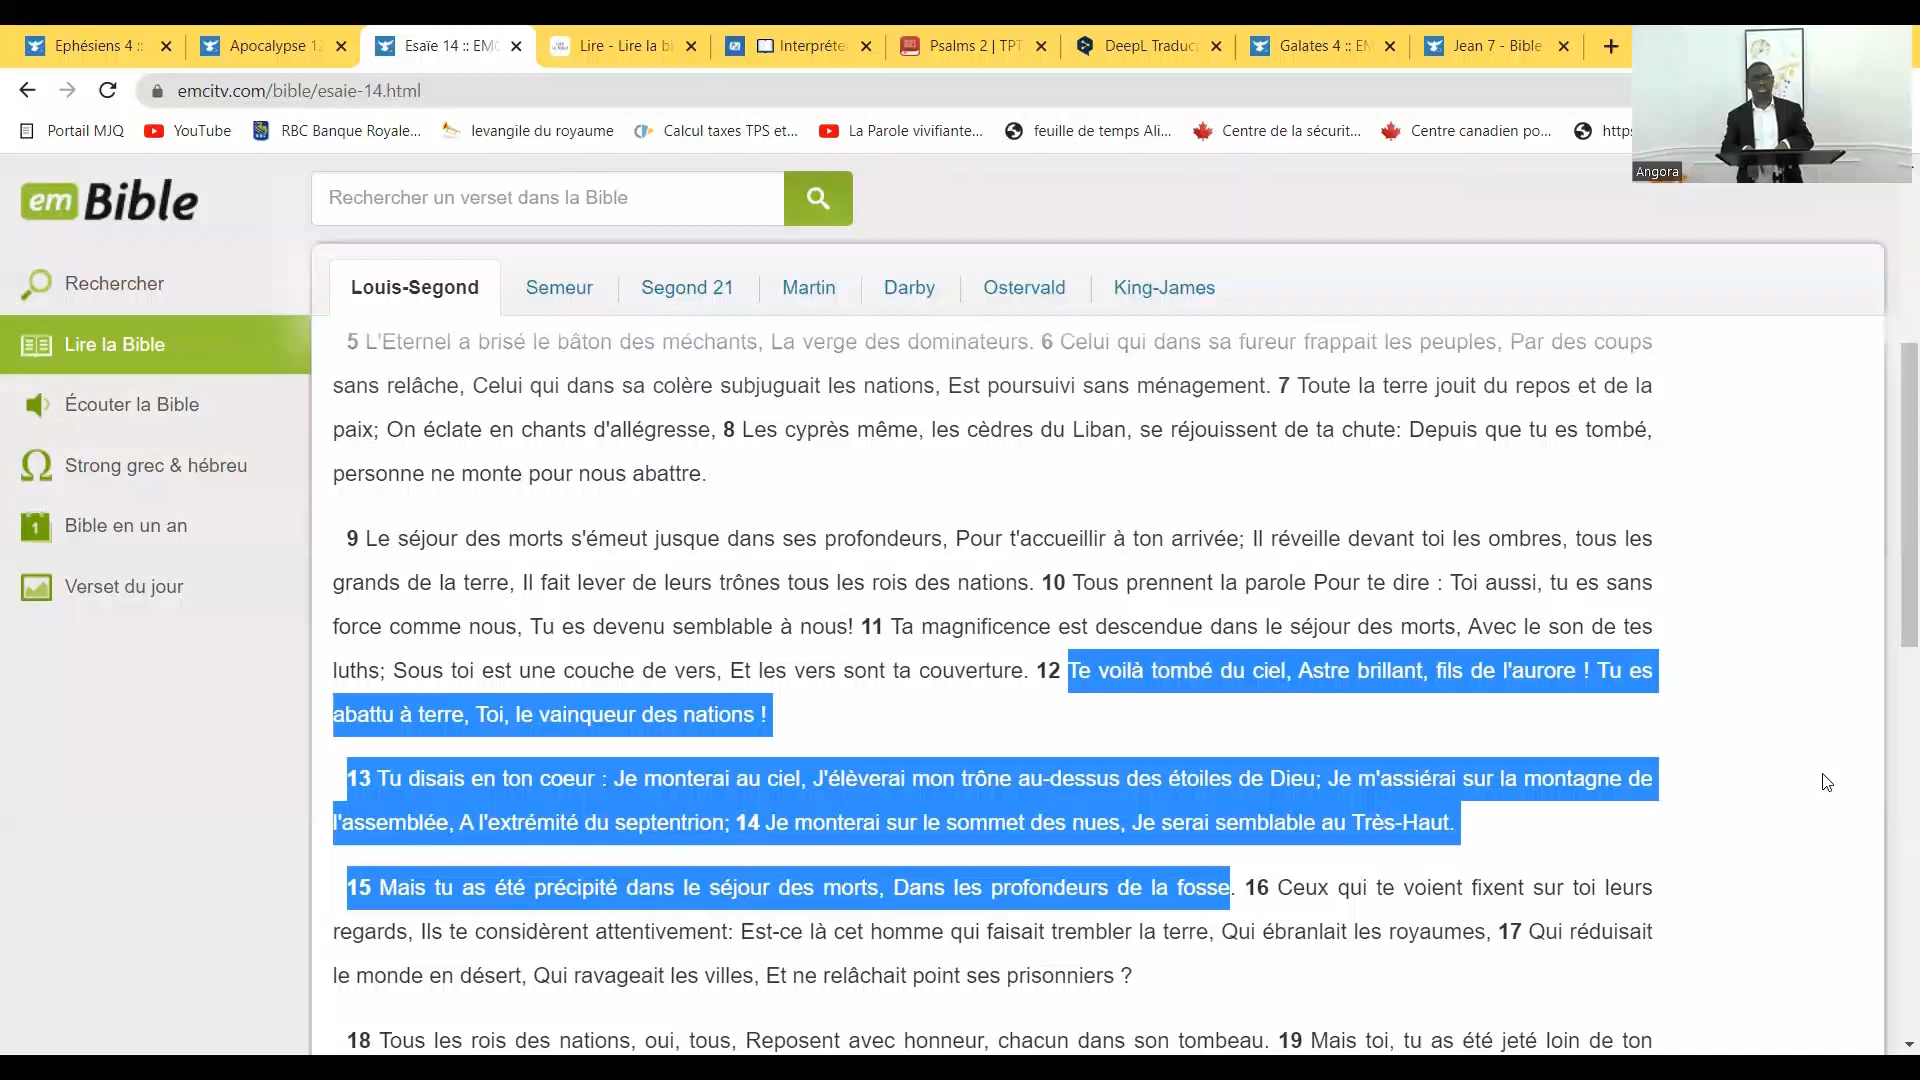 Ephésiens 4 ::
Apocalypse 12
Esaïe 14 :: EMC
Lire - Lire la bi
Interpréte
Psalms 2 | TPT
DeepL Traduc
Galates 4 :: EM
Jean 7 - Bible
emcitv.com/bible/esaie-14.html
Portail MJQ
YouTube
RBC Banque Royale...
levangile du royaume
Calcul taxes TPS et...
La Parole vivifiante...
feuille de temps Ali...
Centre de la sécurit...
Centre canadien po...
https
Angora
em Bible
Rechercher un verset dans la Bible
Rechercher
Lire la Bible
Écouter la Bible
Strong grec & hébreu
1
Bible en un an
Verset du jour
Louis-Segond
Semeur
Segond 21
Martin
Darby
Ostervald
King-James
5 L'Eternel a brisé le bâton des méchants, La verge des dominateurs. 6 Celui qui dans sa fureur frappait les peuples, Par des coups
sans relâche, Celui qui dans sa colère subjuguait les nations, Est poursuivi sans ménagement. 7 Toute la terre jouit du repos et de la
paix; On éclate en chants d'allégresse, 8 Les cyprès même, les cèdres du Liban, se réjouissent de ta chute: Depuis que tu es tombé,
personne ne monte pour nous abattre.
9 Le séjour des morts s'émeut jusque dans ses profondeurs, Pour t'accueillir à ton arrivée; Il réveille devant toi les ombres, tous les
grands de la terre, Il fait lever de leurs trônes tous les rois des nations. 10 Tous prennent la parole Pour te dire : Toi aussi, tu es sans
force comme nous, Tu es devenu semblable à nous! 11 Ta magnificence est descendue dans le séjour des morts, Avec le son de tes
luths; Sous toi est une couche de vers, Et les vers sont ta couverture. 12 Te voilà tombé du ciel, Astre brillant, fils de l'aurore ! Tu es
abattu à terre, Toi, le vainqueur des nations !
13 Tu disais en ton coeur : Je monterai au ciel, J'élèverai mon trône au-dessus des étoiles de Dieu; Je m'assiérai sur la montagne de
l'assemblée, A l'extrémité du septentrion; 14 Je monterai sur le sommet des nues, Je serai semblable au Très-Haut.
15 Mais tu as été précipité dans le séjour des morts, Dans les profondeurs de la fosse. 16 Ceux qui te voient fixent sur toi leurs
regards, Ils te considèrent attentivement: Est-ce là cet homme qui faisait trembler la terre, Qui ébranlait les royaumes, 17 Qui réduisait
le monde en désert, Qui ravageait les villes, Et ne relâchait point ses prisonniers ?
18 Tous les rois des nations, oui, tous, Reposent avec honneur, chacun dans son tombeau. 19 Mais toi, tu as été jeté loin de ton